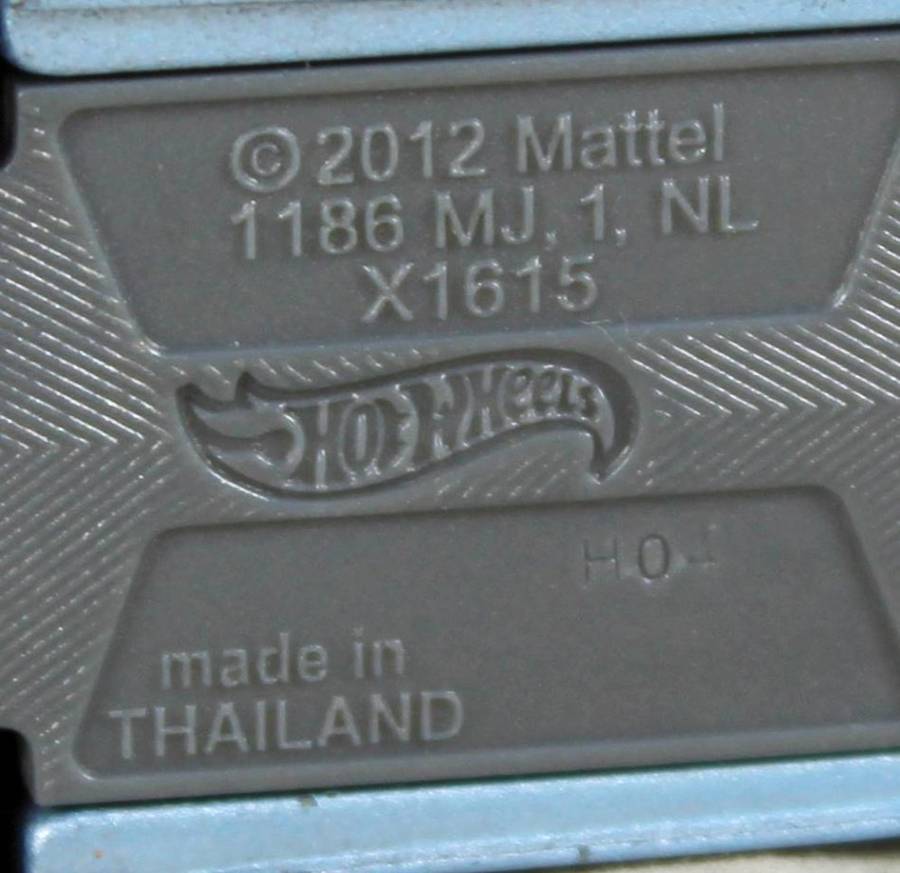 ©2012 Mattel
1186 MJ, 1, NL
X1615
HOT WHeeLs
H04
made in
THAILAND